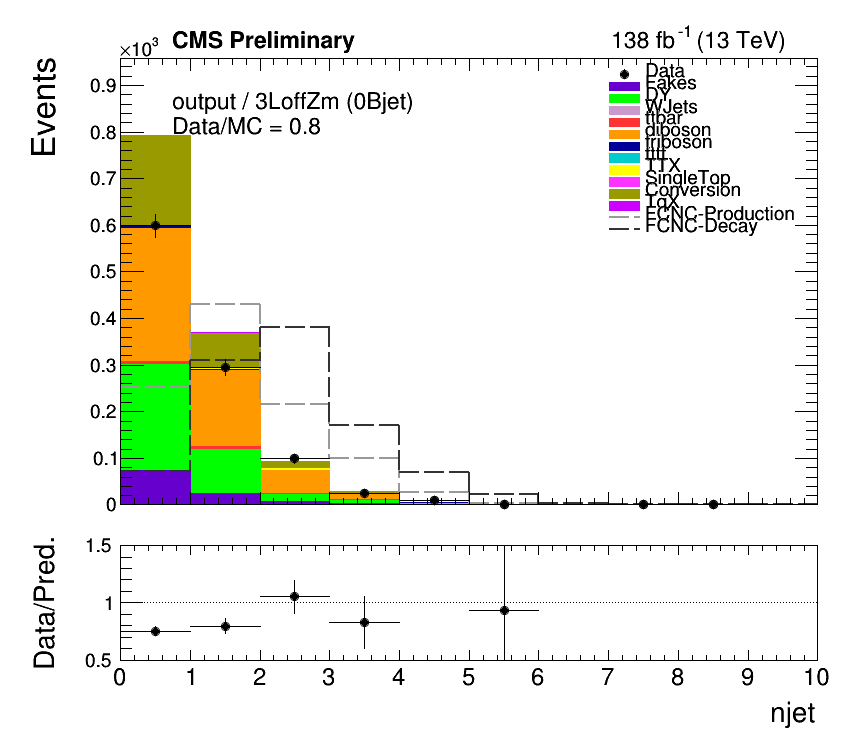 ×10³ CMS Preliminary 138 fb⁻¹ (13 TeV)
Events
output / 3LoffZm (0Bjet)
Data/MC = 0.8
Data
Fakes
DY
WJets
ttbar
diboson
triboson
tttt
TTX
SingleTop
Conversion
TqX
FCNC-Production
FCNC-Decay
0.9
0.8
0.7
0.6
0.5
0.4
0.3
0.2
0.1
0
Data/Pred.
1.5
1
0.5
0 1 2 3 4 5 6 7 8 9 10
njet